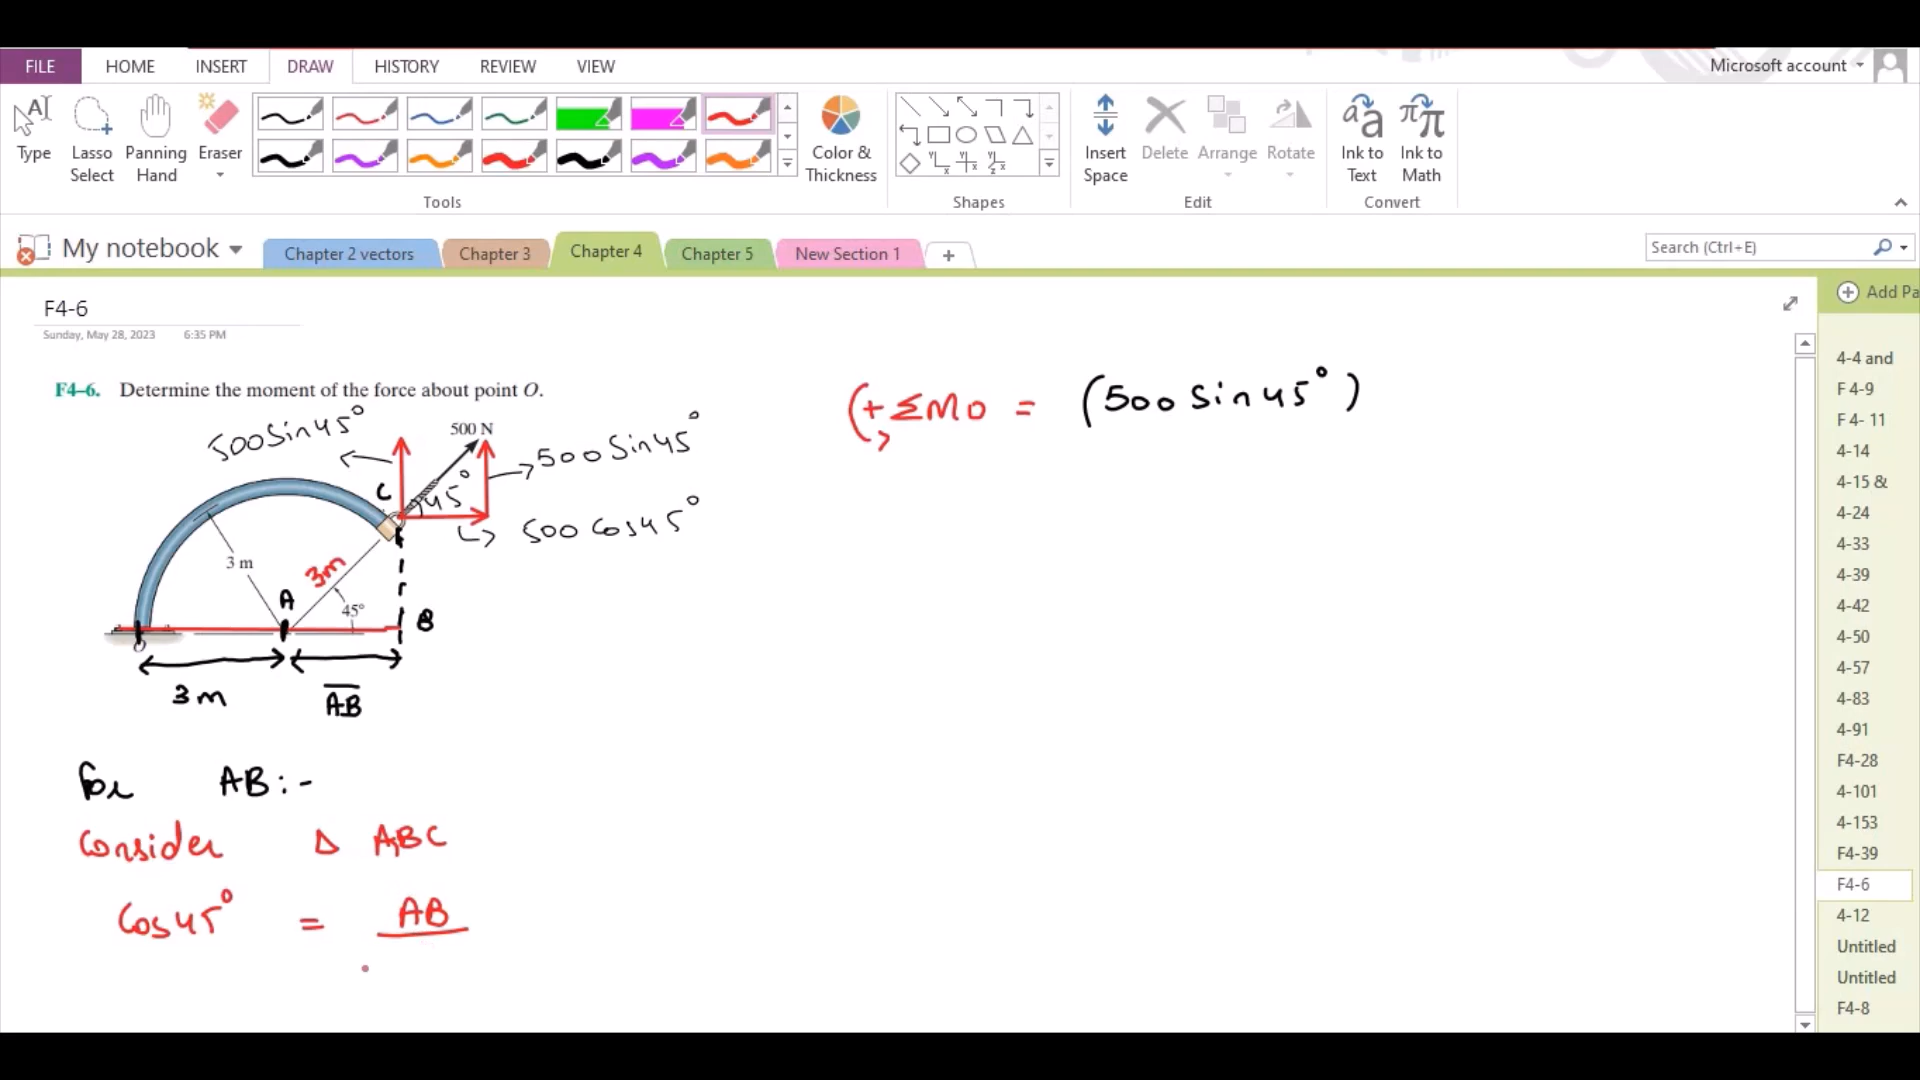 FILE HOME INSERT DRAW HISTORY REVIEW VIEW Microsoft account
Type
Lasso Select
Panning Hand
Eraser
Color & Thickness
Insert Space
Delete
Arrange
Rotate
Ink to Text
Ink to Math
Tools Shapes Edit Convert
My notebook Chapter 2 vectors Chapter 3 Chapter 4 Chapter 5 New Section 1 + Search (Ctrl+E)
F4-6
Sunday, May 28, 2023 6:35 PM
F4–6. Determine the moment of the force about point O.
500 sin45°
500 N
500 Sin45°
C
45°
500 Cos45°
3 m
3m
A
45°
B
O
3 m
AB
For AB:-
Consider Δ ABC
Cos45° = AB
(+ ΣMo = (500 Sin45°)
Add Pa
4-4 and
F 4-9
F 4- 11
4-14
4-15 &
4-24
4-33
4-39
4-42
4-50
4-57
4-83
4-91
F4-28
4-101
4-153
F4-39
F4-6
4-12
Untitled
Untitled
F4-8